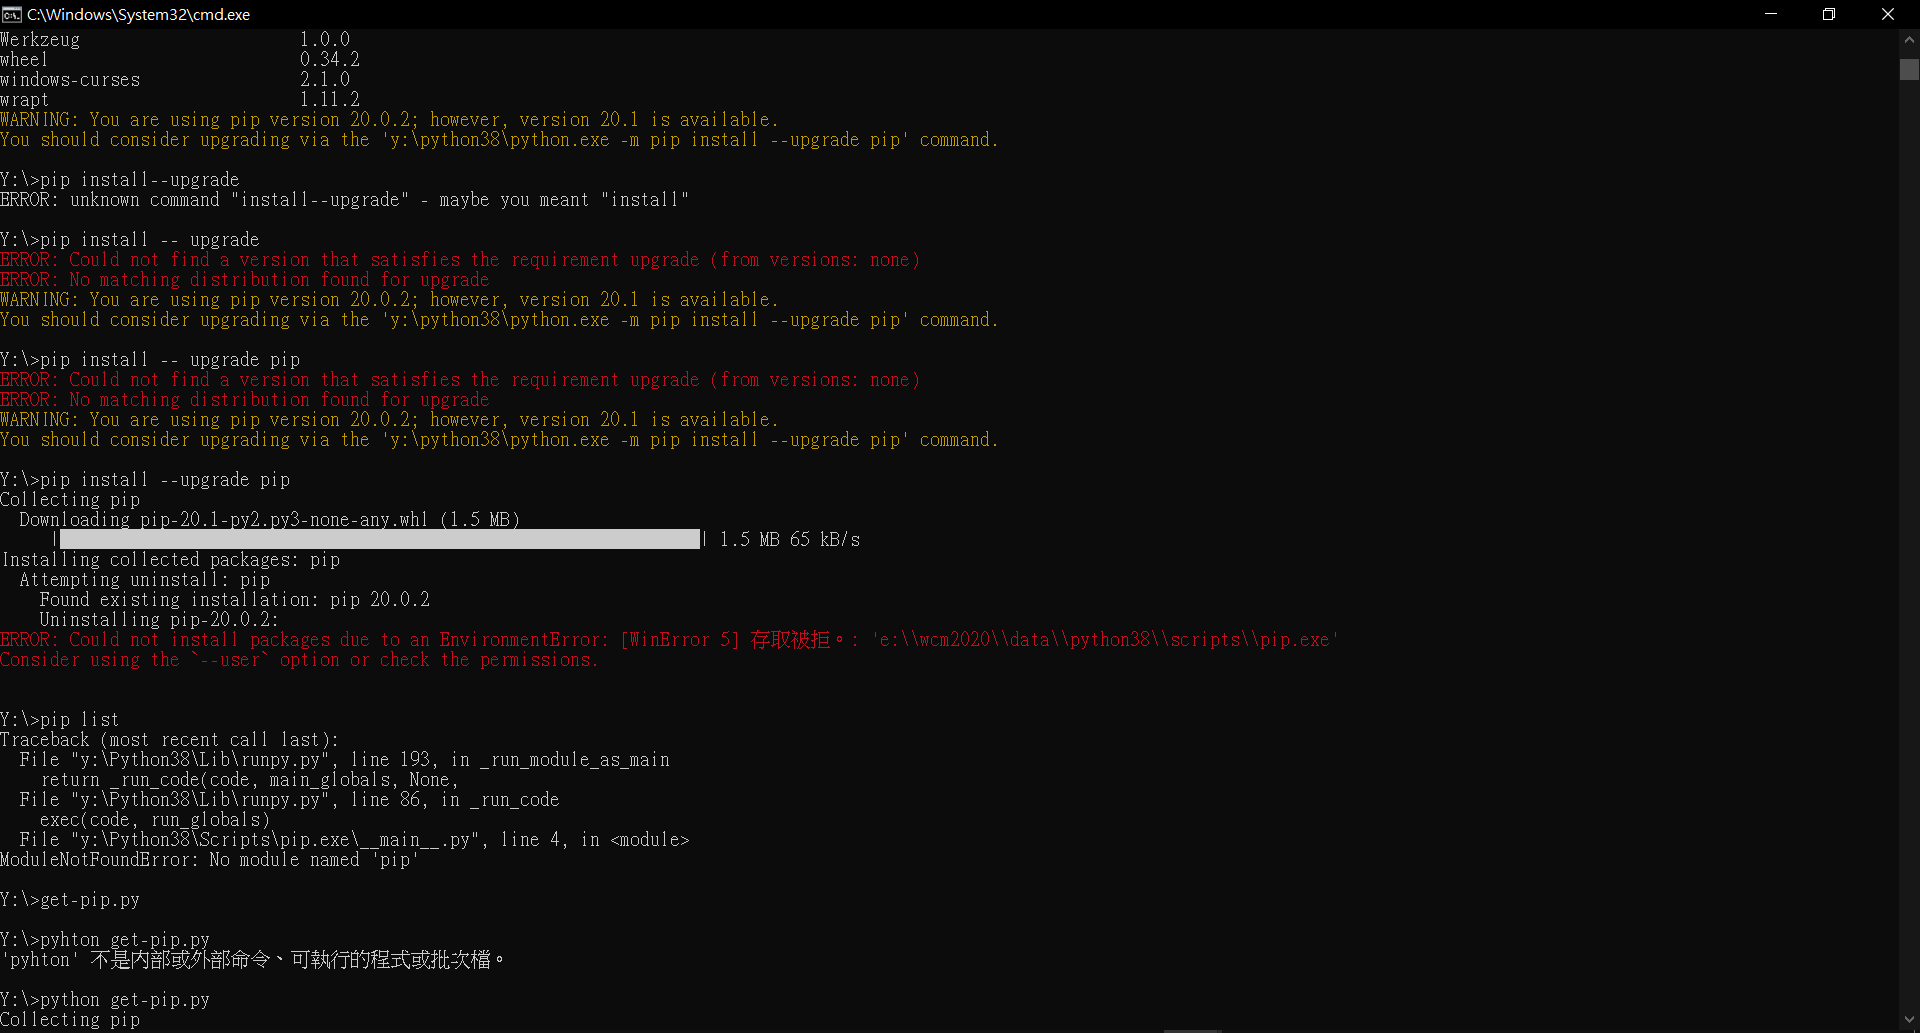 C:\Windows\System32\cmd.exe
Werkzeug 1.0.0
wheel 0.34.2
windows-curses 2.1.0
wrapt 1.11.2
WARNING: You are using pip version 20.0.2; however, version 20.1 is available.
You should consider upgrading via the 'y:\python38\python.exe -m pip install --upgrade pip' command.
Y:\>pip install--upgrade
ERROR: unknown command "install--upgrade" - maybe you meant "install"
Y:\>pip install -- upgrade
ERROR: Could not find a version that satisfies the requirement upgrade (from versions: none)
ERROR: No matching distribution found for upgrade
WARNING: You are using pip version 20.0.2; however, version 20.1 is available.
You should consider upgrading via the 'y:\python38\python.exe -m pip install --upgrade pip' command.
Y:\>pip install -- upgrade pip
ERROR: Could not find a version that satisfies the requirement upgrade (from versions: none)
ERROR: No matching distribution found for upgrade
WARNING: You are using pip version 20.0.2; however, version 20.1 is available.
You should consider upgrading via the 'y:\python38\python.exe -m pip install --upgrade pip' command.
Y:\>pip install --upgrade pip
Collecting pip
Downloading pip-20.1-py2.py3-none-any.whl (1.5 MB)
| | 1.5 MB 65 kB/s
Installing collected packages: pip
Attempting uninstall: pip
Found existing installation: pip 20.0.2
Uninstalling pip-20.0.2:
ERROR: Could not install packages due to an EnvironmentError: [WinError 5] 存取被拒。: 'e:\\wcm2020\\data\\python38\\scripts\\pip.exe'
Consider using the `--user` option or check the permissions.
Y:\>pip list
Traceback (most recent call last):
File "y:\Python38\Lib\runpy.py", line 193, in _run_module_as_main
return _run_code(code, main_globals, None,
File "y:\Python38\Lib\runpy.py", line 86, in _run_code
exec(code, run_globals)
File "y:\Python38\Scripts\pip.exe\__main__.py", line 4, in <module>
ModuleNotFoundError: No module named 'pip'
Y:\>get-pip.py
Y:\>pyhton get-pip.py
'pyhton' 不是內部或外部命令、可執行的程式或批次檔。
Y:\>python get-pip.py
Collecting pip